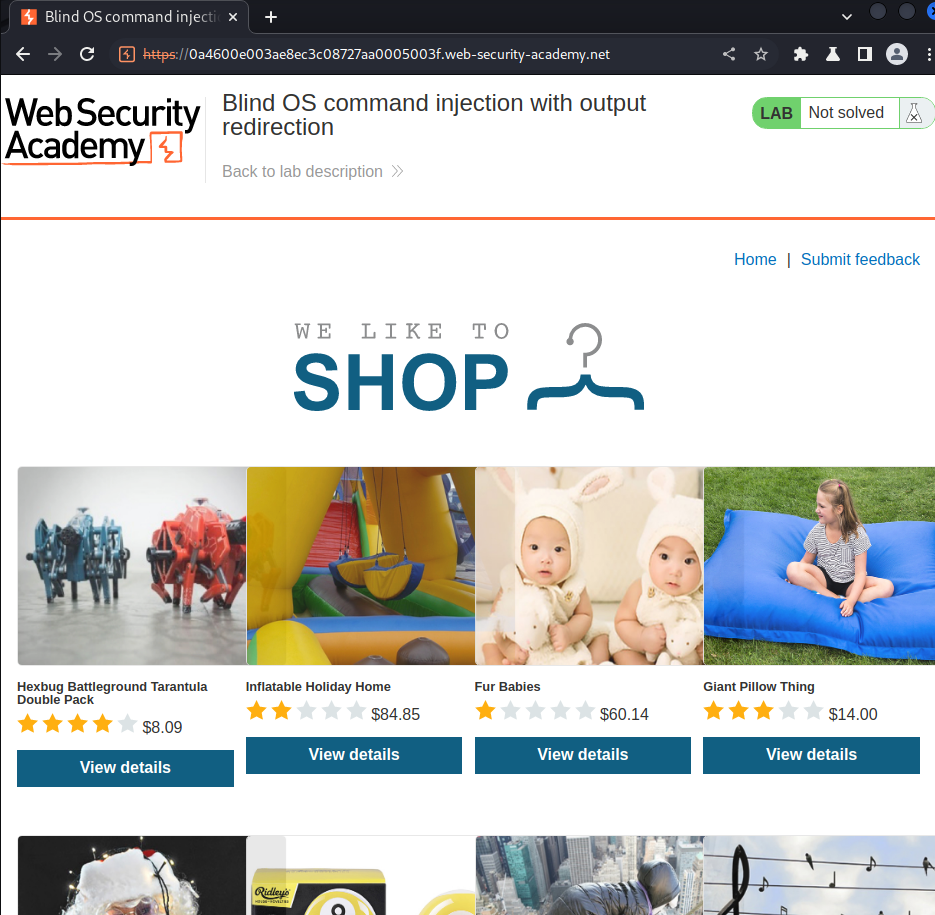 Blind OS command injecti
https://0a4600e003ae8ec3c08727aa0005003f.web-security-academy.net
Web Security
Academy
Blind OS command injection with output
redirection
Back to lab description
LAB Not solved
Home | Submit feedback
WE LIKE TO
SHOP
Hexbug Battleground Tarantula
Double Pack
$8.09
View details
Inflatable Holiday Home
$84.85
View details
Fur Babies
$60.14
View details
Giant Pillow Thing
$14.00
View details
Ridley's